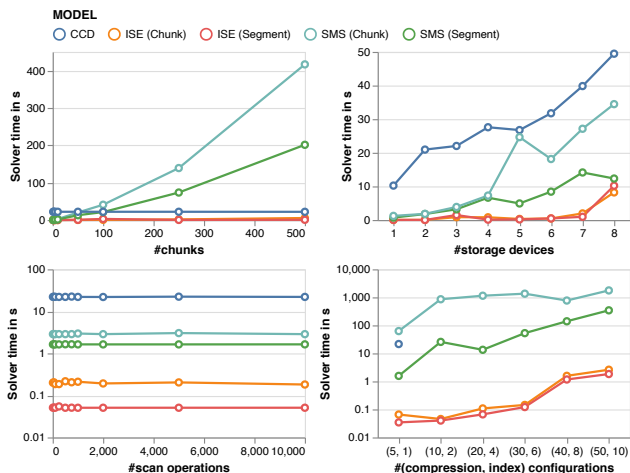 MODEL
CCD ISE (Chunk) ISE (Segment) SMS (Chunk) SMS (Segment)
Solver time in s
400
300
200
100
0
0 100 200 300 400 500
#chunks
Solver time in s
50
40
30
20
10
0
1 2 3 4 5 6 7 8
#storage devices
Solver time in s
100
10
1
0.1
0.01
0 2,000 4,000 6,000 8,000 10,000
#scan operations
Solver time in s
10,000
1,000
100
10
1
0.1
0.01
(5, 1) (10, 2) (20, 4) (30, 6) (40, 8) (50, 10)
#(compression, index) configurations